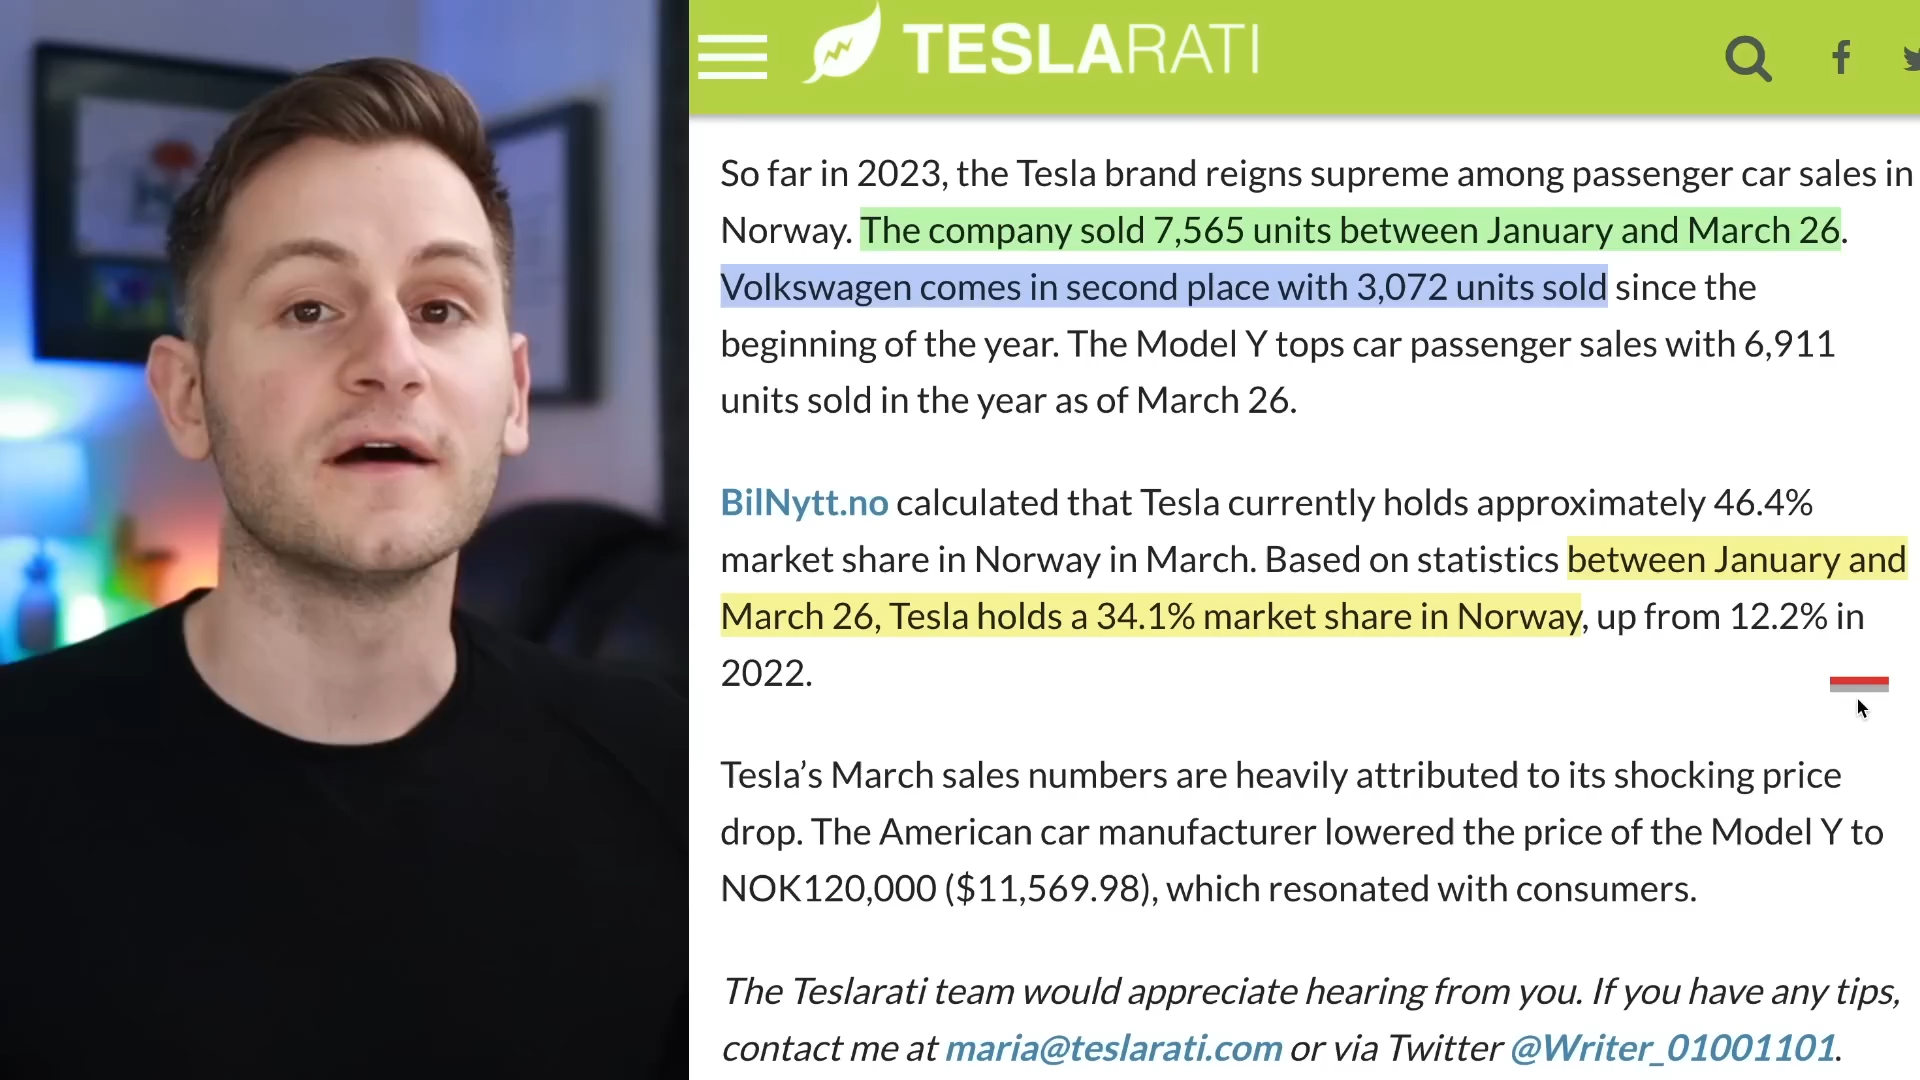 TESLARATI
So far in 2023, the Tesla brand reigns supreme among passenger car sales in
Norway. The company sold 7,565 units between January and March 26.
Volkswagen comes in second place with 3,072 units sold since the
beginning of the year. The Model Y tops car passenger sales with 6,911
units sold in the year as of March 26.
BilNytt.no calculated that Tesla currently holds approximately 46.4%
market share in Norway in March. Based on statistics between January and
March 26, Tesla holds a 34.1% market share in Norway, up from 12.2% in
2022.
Tesla’s March sales numbers are heavily attributed to its shocking price
drop. The American car manufacturer lowered the price of the Model Y to
NOK120,000 ($11,569.98), which resonated with consumers.
The Teslarati team would appreciate hearing from you. If you have any tips,
contact me at maria@teslarati.com or via Twitter @Writer_01001101.